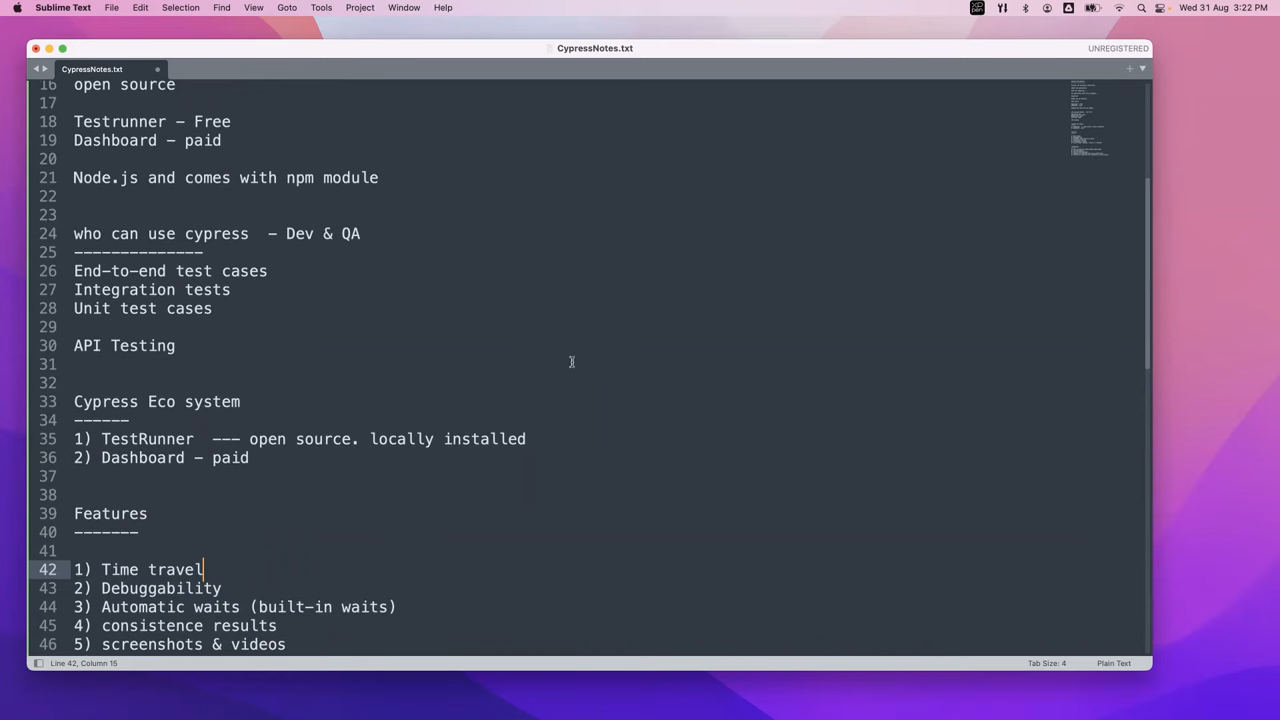 Sublime Text File Edit Selection Find View Goto Tools Project Window Help Wed 31 Aug 3:22 PM
CypressNotes.txt UNREGISTERED
CypressNotes.txt
16 open source
17
18 Testrunner - Free
19 Dashboard - paid
20
21 Node.js and comes with npm module
22
23
24 who can use cypress  - Dev & QA
25 --------------
26 End-to-end test cases
27 Integration tests
28 Unit test cases
29
30 API Testing
31
32
33 Cypress Eco system
34 ------
35 1) TestRunner  --- open source. locally installed
36 2) Dashboard - paid
37
38
39 Features
40 -------
41
42 1) Time travel
43 2) Debuggability
44 3) Automatic waits (built-in waits)
45 4) consistence results
46 5) screenshots & videos
Line 42, Column 15 Tab Size: 4 Plain Text